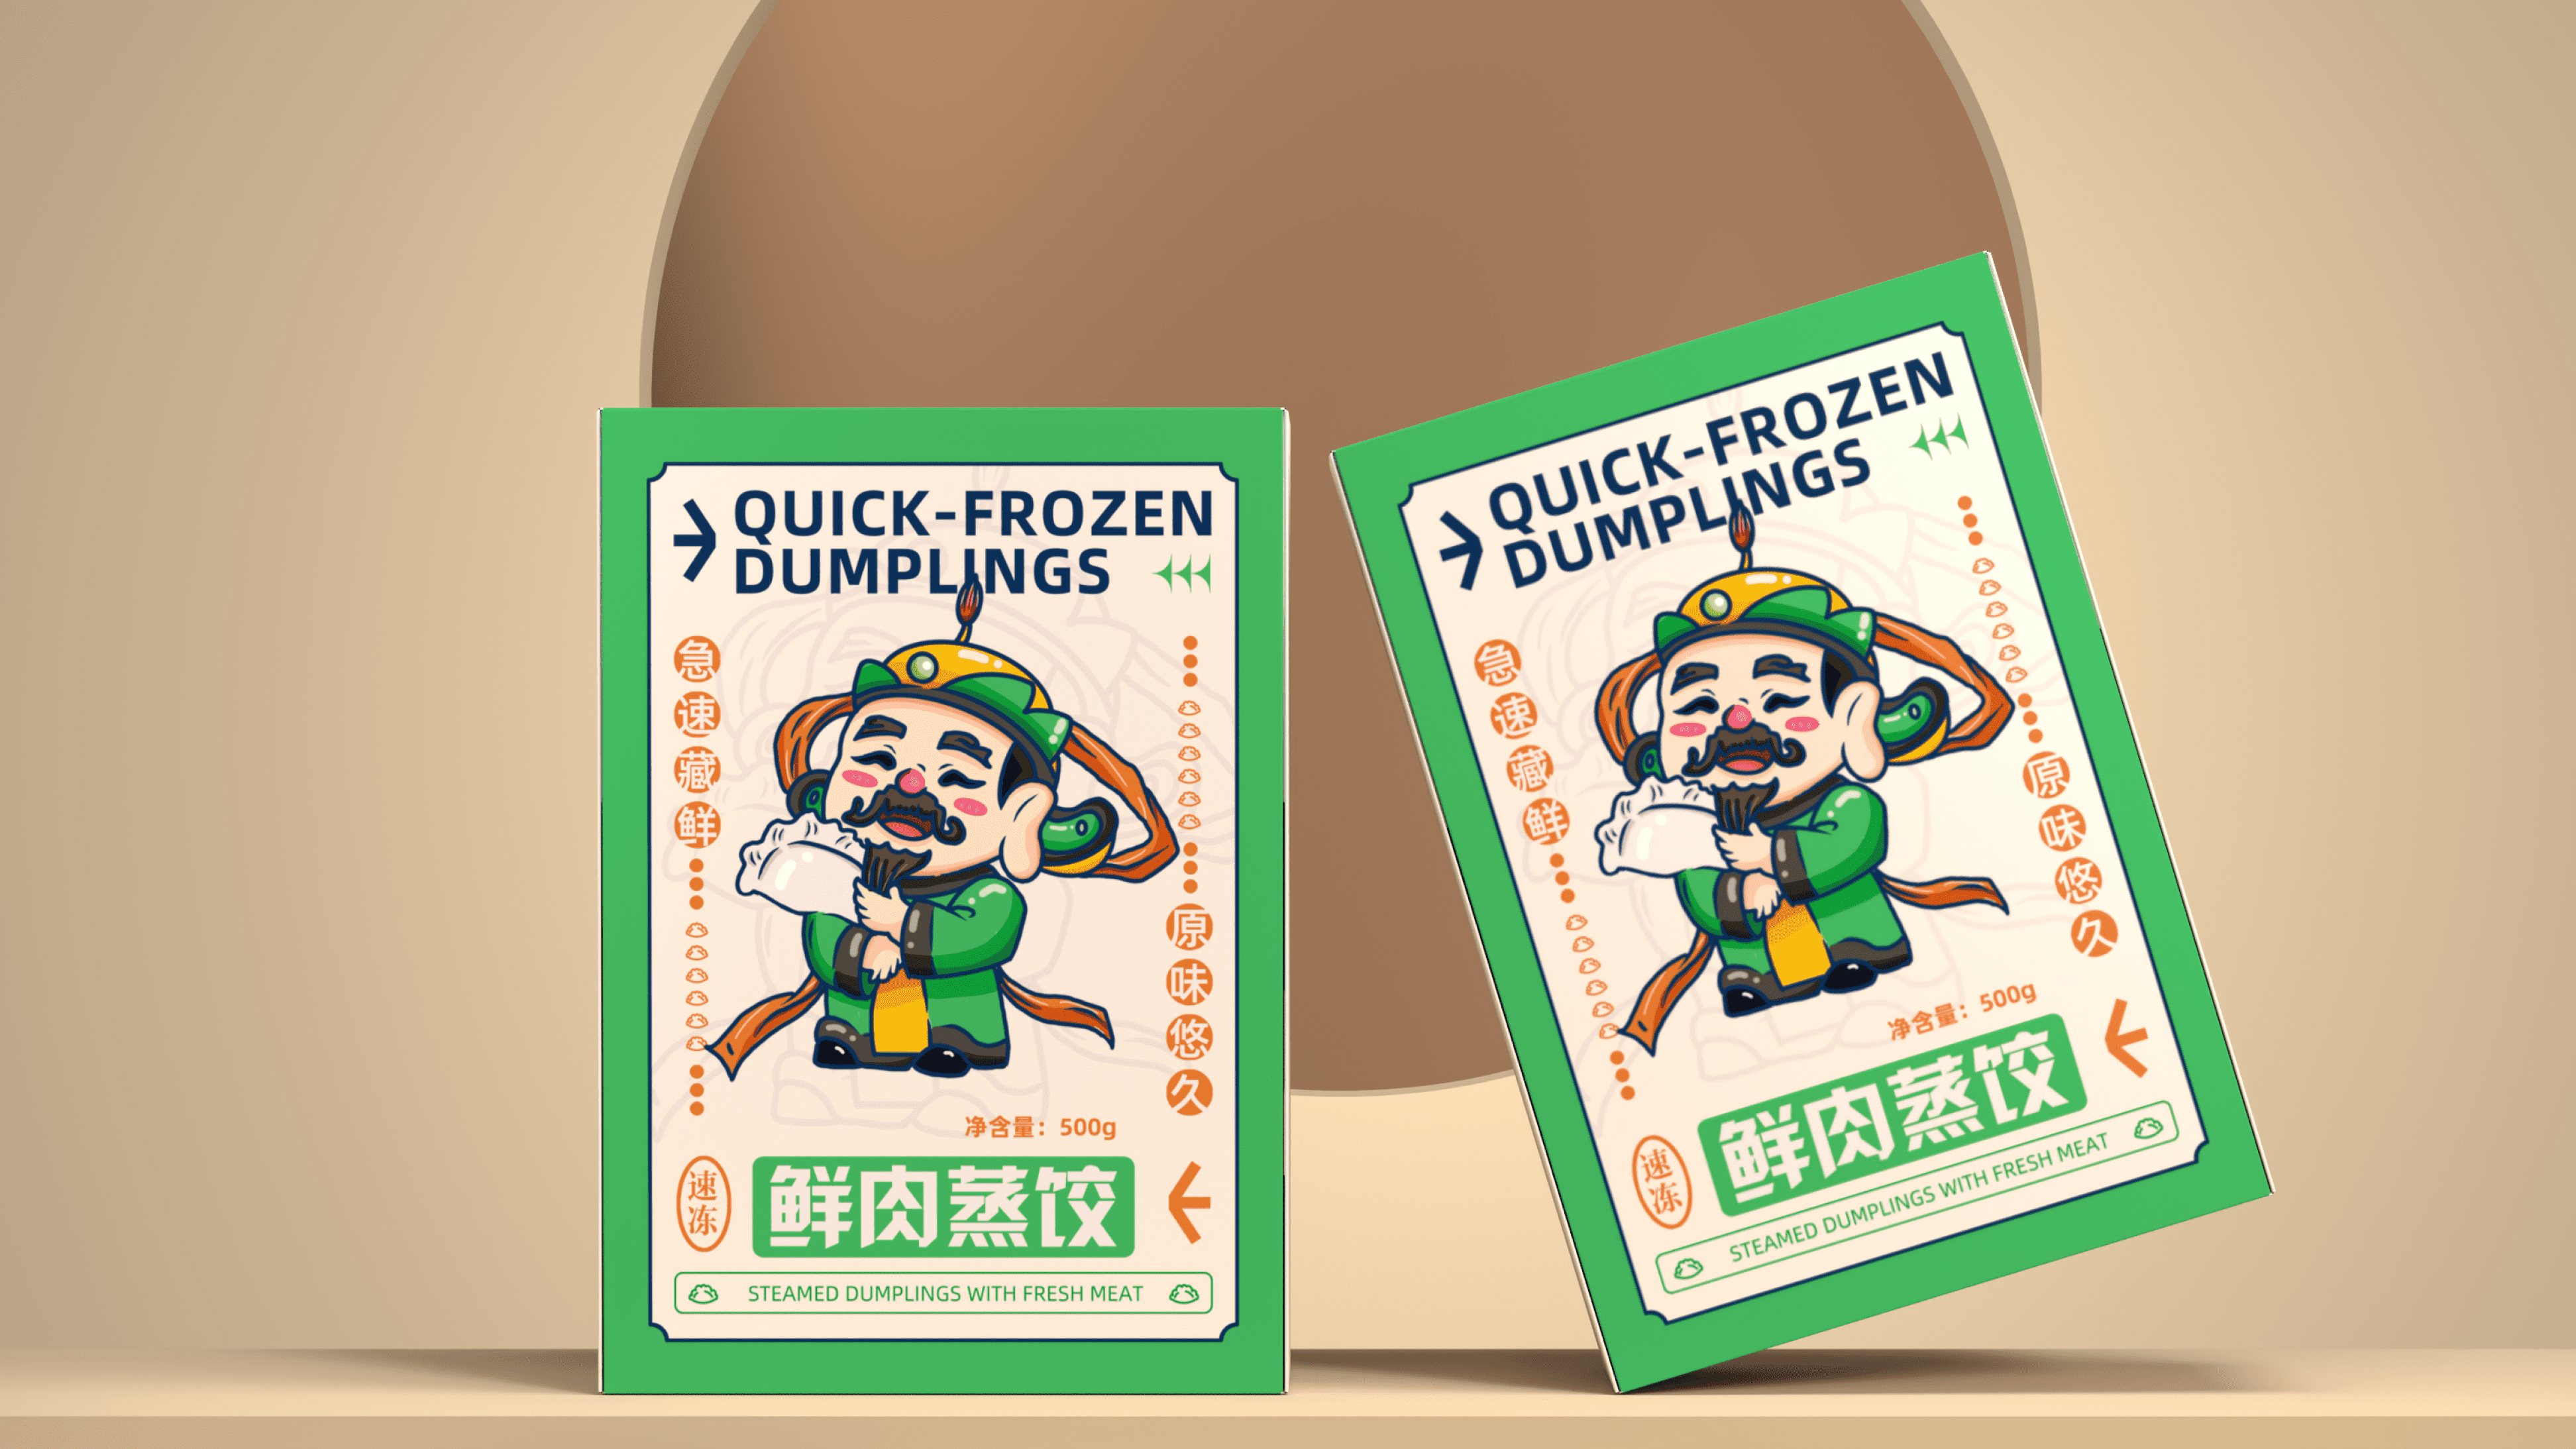 QUICK-FROZEN
DUMPLINGS
急速藏鲜
原味悠久
净含量：500g
速冻
鲜肉蒸饺
STEAMED DUMPLINGS WITH FRESH MEAT
QUICK-FROZEN
DUMPLINGS
急速藏鲜
原味悠久
净含量：500g
速冻
鲜肉蒸饺
STEAMED DUMPLINGS WITH FRESH MEAT